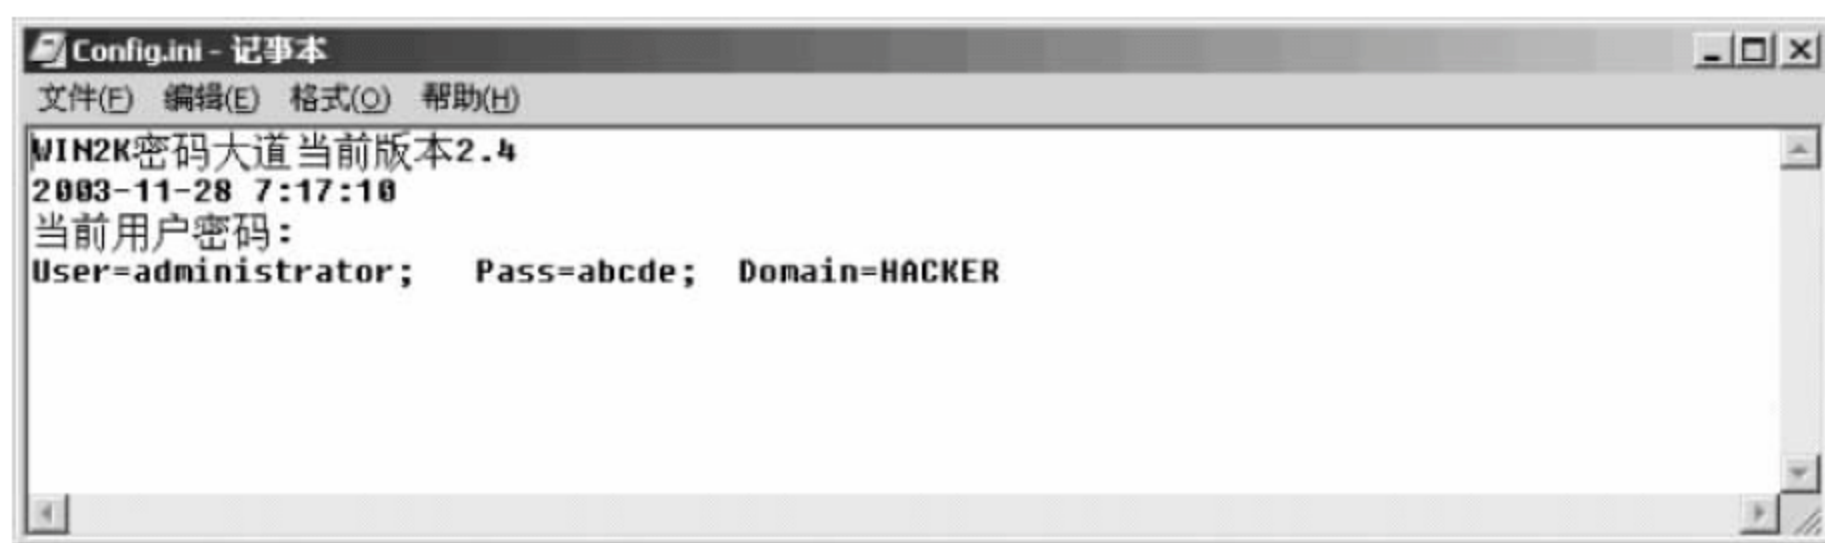 Config.ini - 记事本
文件(F) 编辑(E) 格式(O) 帮助(H)
WIN2K密码大道当前版本2.4
2003-11-28 7:17:10
当前用户密码:
User=administrator; Pass=abcde; Domain=HACKER